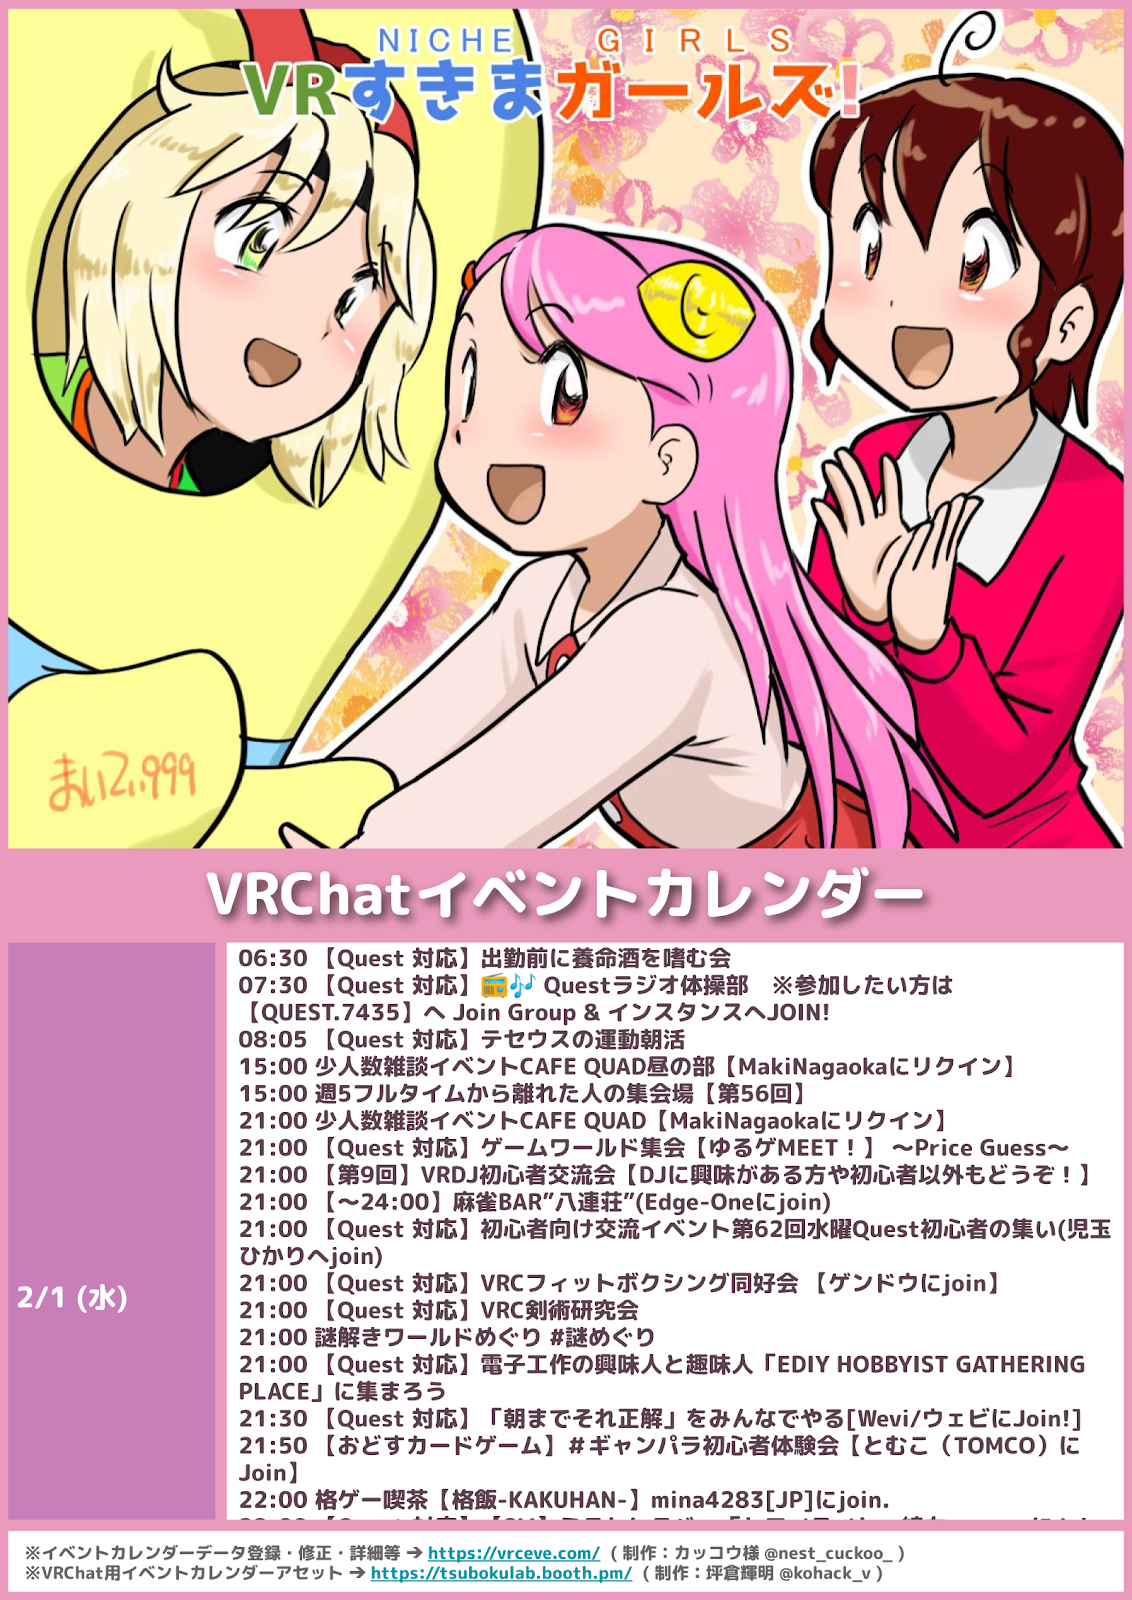 NICHE GIRLS
VRすきまガールズ!
まいてぃ999
VRChatイベントカレンダー
2/1 (水)
06:30 【Quest 対応】出勤前に養命酒を嗜む会
07:30 【Quest 対応】📻🎶 Questラジオ体操部　※参加したい方は
【QUEST.7435】へ Join Group & インスタンスへJOIN!
08:05 【Quest 対応】テセウスの運動朝活
15:00 少人数雑談イベントCAFE QUAD昼の部【MakiNagaokaにリクイン】
15:00 週5フルタイムから離れた人の集会場【第56回】
21:00 少人数雑談イベントCAFE QUAD【MakiNagaokaにリクイン】
21:00 【Quest 対応】ゲームワールド集会【ゆるゲMEET！】 ～Price Guess～
21:00 【第9回】VRDJ初心者交流会【DJに興味がある方や初心者以外もどうぞ！】
21:00 【～24:00】麻雀BAR”八連荘”(Edge-Oneにjoin)
21:00 【Quest 対応】初心者向け交流イベント第62回水曜Quest初心者の集い(児玉
ひかりへjoin)
21:00 【Quest 対応】VRCフィットボクシング同好会 【ゲンドウにjoin】
21:00 【Quest 対応】VRC剣術研究会
21:00 謎解きワールドめぐり #謎めぐり
21:00 【Quest 対応】電子工作の興味人と趣味人「EDIY HOBBYIST GATHERING
PLACE」に集まろう
21:30 【Quest 対応】「朝までそれ正解」をみんなでやる[Wevi/ウェビにJoin!]
21:50 【おどすカードゲーム】＃ギャンパラ初心者体験会【とむこ（TOMCO）に
Join】
22:00 格ゲー喫茶【格飯-KAKUHAN-】mina4283[JP]にjoin.
※イベントカレンダーデータ登録・修正・詳細等 ➔ https://vrceve.com/ ( 制作：カッコウ様 @nest_cuckoo_ )
※VRChat用イベントカレンダーアセット ➔ https://tsubokulab.booth.pm/ ( 制作：坪倉輝明 @kohack_v )